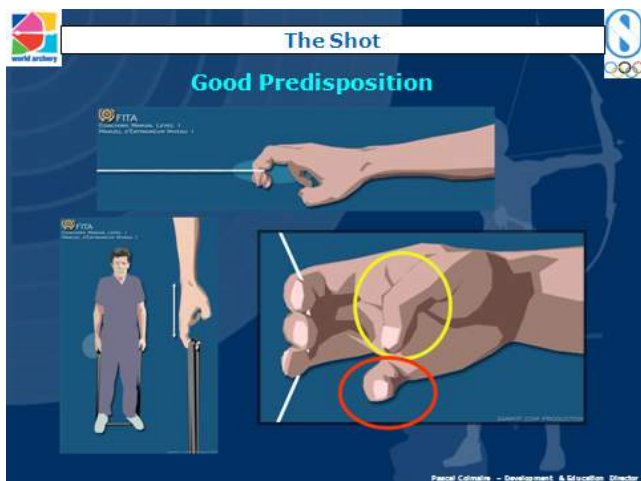 The Shot
world archery
Good Predisposition
FITA
COACHES MANUAL LEVEL 1
MANUEL D'ENTRAINEUR NIVEAU 1
FITA
COACHES MANUAL LEVEL 1
MANUEL D'ENTRAINEUR NIVEAU 1
Pascal Colmaire – Development & Education Director